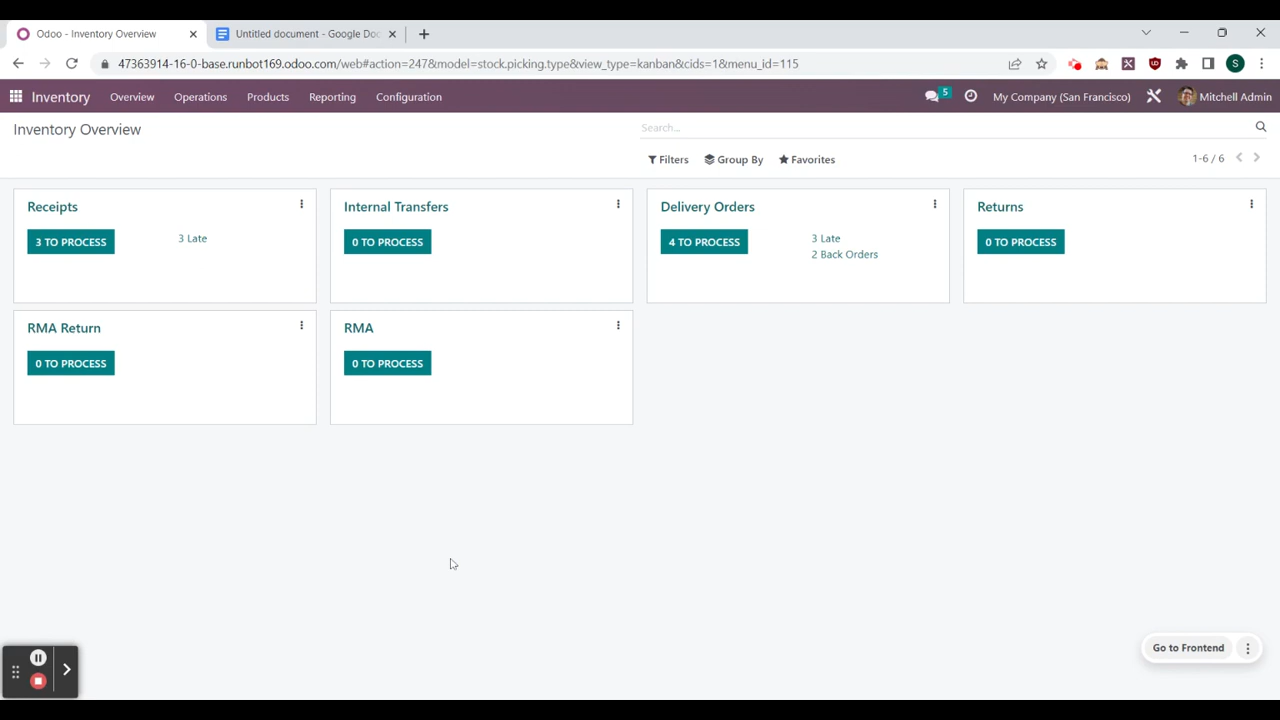 Odoo - Inventory Overview
Untitled document - Google Doc
47363914-16-0-base.runbot169.odoo.com/web#action=247&model=stock.picking.type&view_type=kanban&cids=1&menu_id=115
S
Inventory Overview Operations Products Reporting Configuration
5
My Company (San Francisco)
Mitchell Admin
Inventory Overview
Search...
Filters Group By Favorites
1-6 / 6
Receipts
3 TO PROCESS
3 Late
Internal Transfers
0 TO PROCESS
Delivery Orders
4 TO PROCESS
3 Late
2 Back Orders
Returns
0 TO PROCESS
RMA Return
0 TO PROCESS
RMA
0 TO PROCESS
Go to Frontend